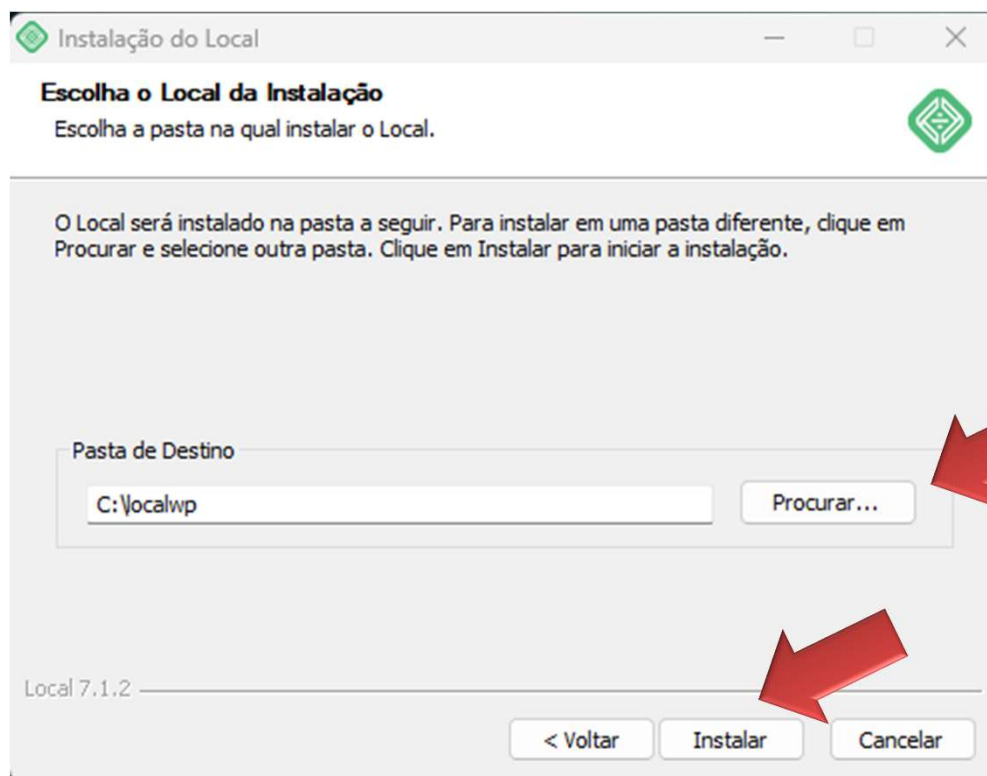 Instalação do Local
Escolha o Local da Instalação
Escolha a pasta na qual instalar o Local.
O Local será instalado na pasta a seguir. Para instalar em uma pasta diferente, clique em
Procurar e selecione outra pasta. Clique em Instalar para iniciar a instalação.
Pasta de Destino
C:\localwp
Procurar...
Local 7.1.2
< Voltar
Instalar
Cancelar